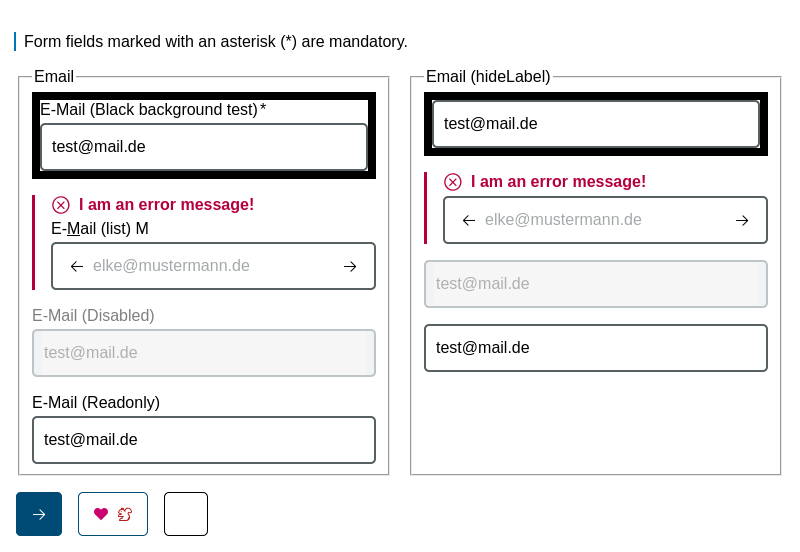 Form fields marked with an asterisk (*) are mandatory.
Email
E-Mail (Black background test)*
test@mail.de
I am an error message!
E-Mail (list) M
elke@mustermann.de
E-Mail (Disabled)
test@mail.de
E-Mail (Readonly)
test@mail.de
Email (hideLabel)
test@mail.de
I am an error message!
elke@mustermann.de
test@mail.de
test@mail.de